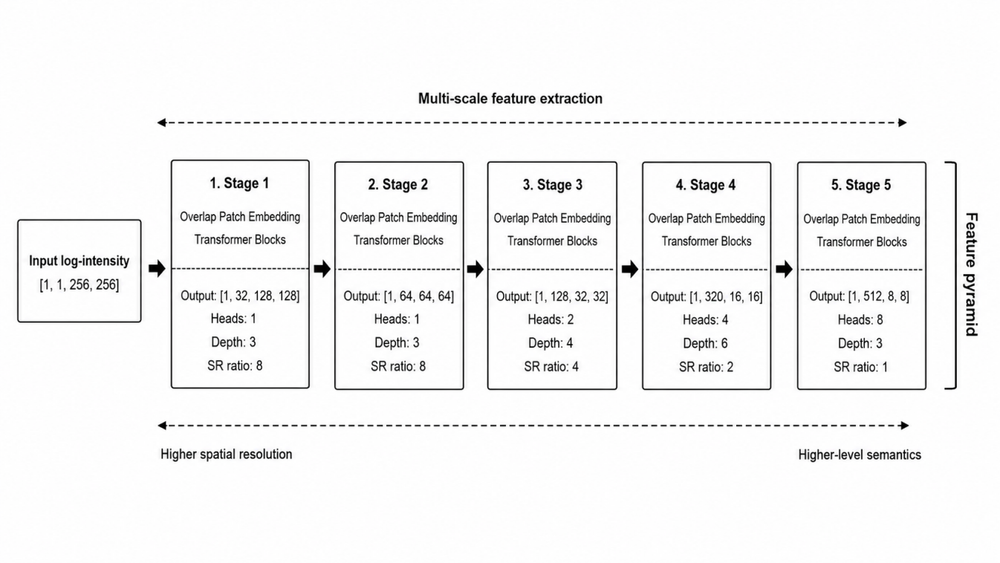 Multi-scale feature extraction
Input log-intensity
[1, 1, 256, 256]
1. Stage 1
Overlap Patch Embedding
Transformer Blocks
Output: [1, 32, 128, 128]
Heads: 1
Depth: 3
SR ratio: 8
2. Stage 2
Overlap Patch Embedding
Transformer Blocks
Output: [1, 64, 64, 64]
Heads: 1
Depth: 3
SR ratio: 8
3. Stage 3
Overlap Patch Embedding
Transformer Blocks
Output: [1, 128, 32, 32]
Heads: 2
Depth: 4
SR ratio: 4
4. Stage 4
Overlap Patch Embedding
Transformer Blocks
Output: [1, 320, 16, 16]
Heads: 4
Depth: 6
SR ratio: 2
5. Stage 5
Overlap Patch Embedding
Transformer Blocks
Output: [1, 512, 8, 8]
Heads: 8
Depth: 3
SR ratio: 1
Feature pyramid
Higher spatial resolution
Higher-level semantics